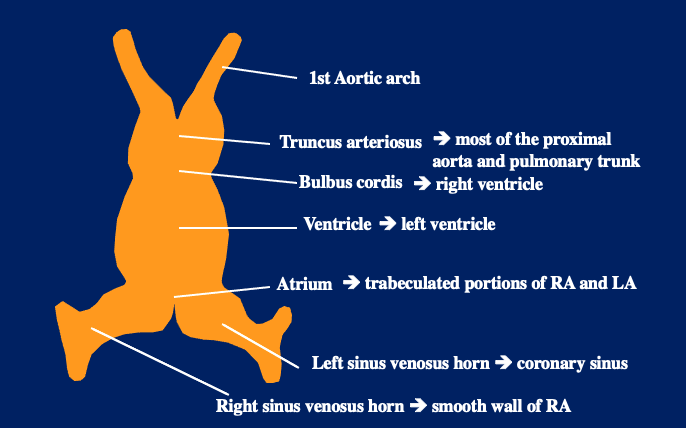 1st Aortic arch
Truncus arteriosus ➔ most of the proximal
aorta and pulmonary trunk
Bulbus cordis ➔ right ventricle
Ventricle ➔ left ventricle
Atrium ➔ trabeculated portions of RA and LA
Left sinus venosus horn ➔ coronary sinus
Right sinus venosus horn ➔ smooth wall of RA